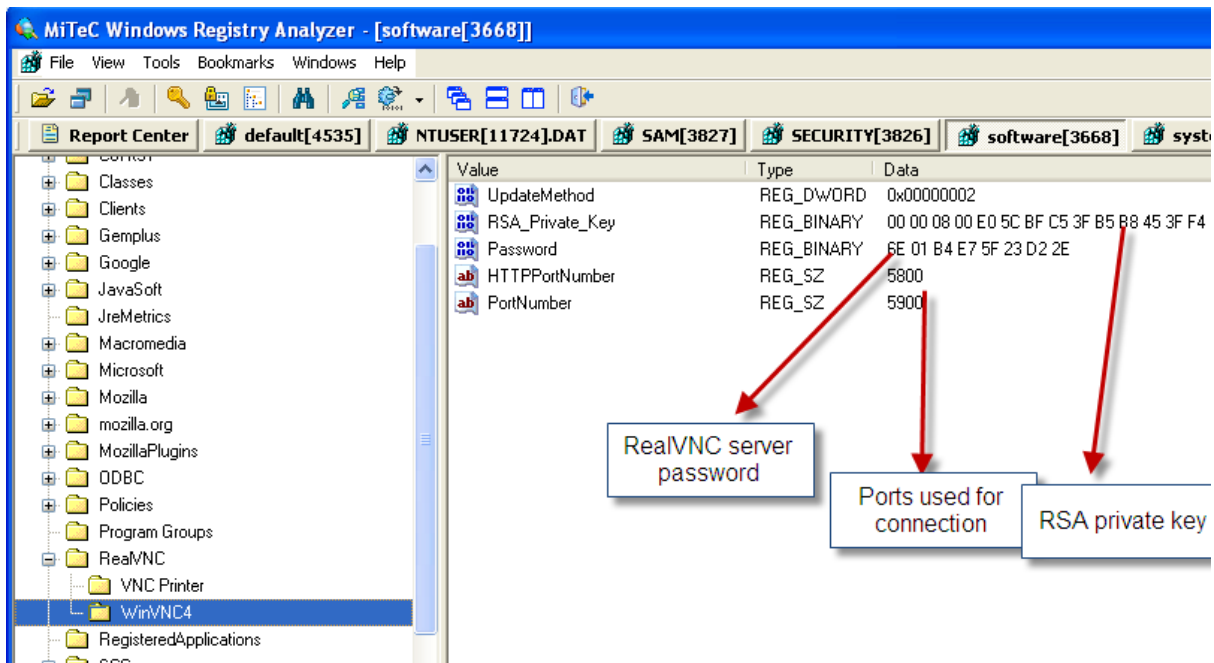 MiTeC Windows Registry Analyzer - [software[3668]]
File View Tools Bookmarks Windows Help
Report Center default[4535] NTUSER[11724].DAT SAM[3827] SECURITY[3826] software[3668] syst
Classes
Clients
Gemplus
Google
JavaSoft
JreMetrics
Macromedia
Microsoft
Mozilla
mozilla.org
MozillaPlugins
ODBC
Policies
Program Groups
RealVNC
VNC Printer
WinVNC4
RegisteredApplications
Value Type Data
UpdateMethod REG_DWORD 0x00000002
RSA_Private_Key REG_BINARY 00 00 08 00 E0 5C BF C5 3F B5 B8 45 3F F4
Password REG_BINARY 6E 01 B4 E7 5F 23 D2 2E
HTTPPortNumber REG_SZ 5800
PortNumber REG_SZ 5900
RealVNC server
password
Ports used for
connection
RSA private key